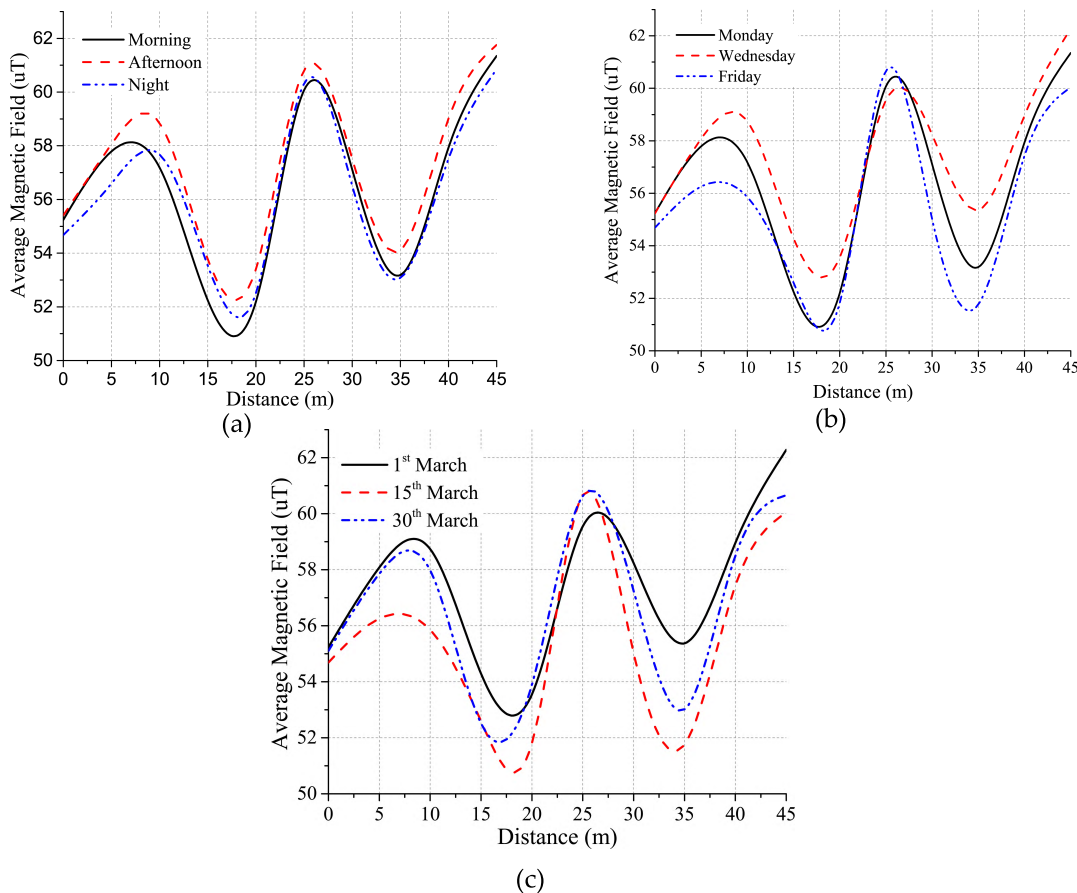 Morning
Afternoon
Night
Average Magnetic Field (uT)
62
60
58
56
54
52
50
0 5 10 15 20 25 30 35 40 45
Distance (m)
(a)
Monday
Wednesday
Friday
Average Magnetic Field (uT)
62
60
58
56
54
52
50
0 5 10 15 20 25 30 35 40 45
Distance (m)
(b)
1st March
15th March
30th March
Average Magnetic Field (uT)
62
60
58
56
54
52
50
0 5 10 15 20 25 30 35 40 45
Distance (m)
(c)